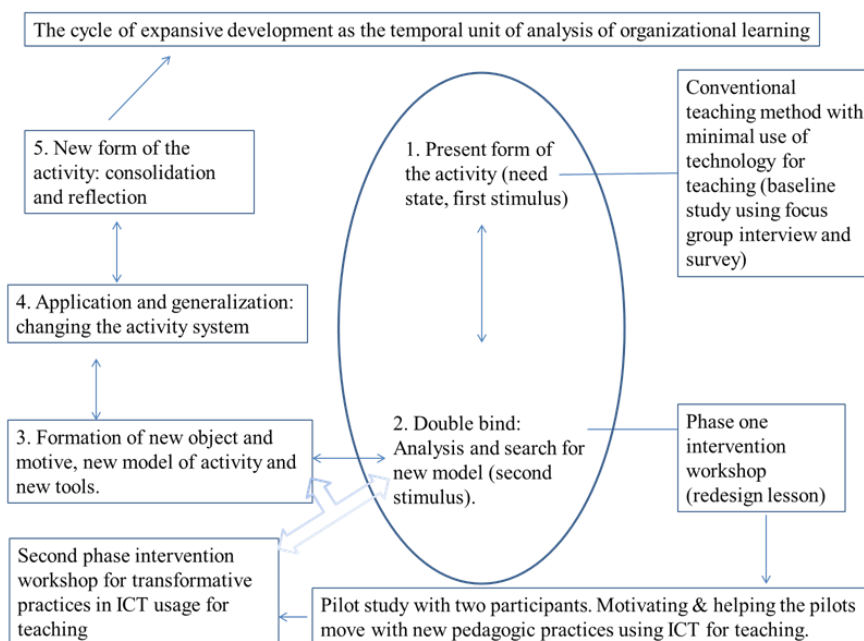 The cycle of expansive development as the temporal unit of analysis of organizational learning
5. New form of the
activity: consolidation
and reflection
1. Present form of
the activity (need
state, first stimulus)
Conventional
teaching method with
minimal use of
technology for
teaching (baseline
study using focus
group interview and
survey)
4. Application and generalization:
changing the activity system
3. Formation of new object and
motive, new model of activity and
new tools.
2. Double bind:
Analysis and search for
new model (second
stimulus).
Phase one
intervention
workshop
(redesign lesson)
Second phase intervention
workshop for transformative
practices in ICT usage for
teaching
Pilot study with two participants. Motivating & helping the pilots
move with new pedagogic practices using ICT for teaching.